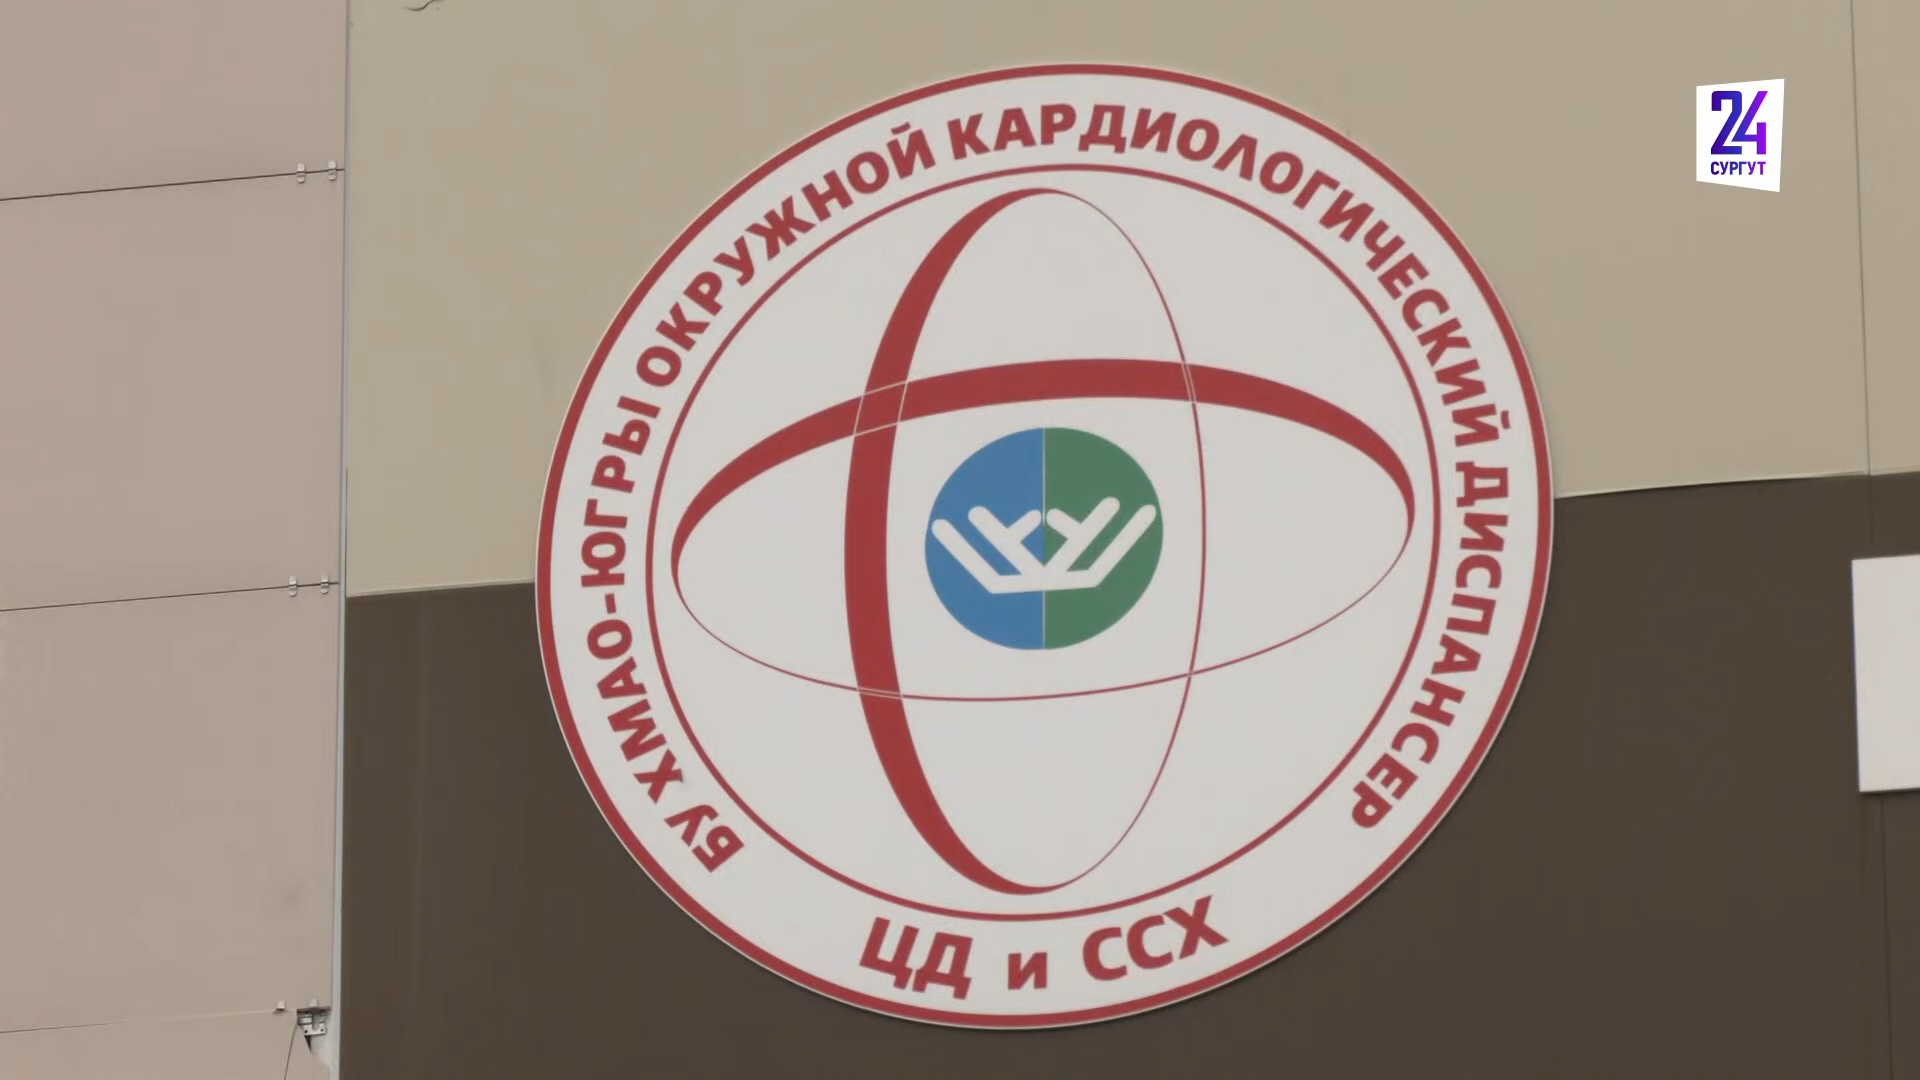 БУ ХМАО-ЮГРЫ ОКРУЖНОЙ КАРДИОЛОГИЧЕСКИЙ ДИСПАНСЕР
ЦД и ССХ
24
СУРГУТ